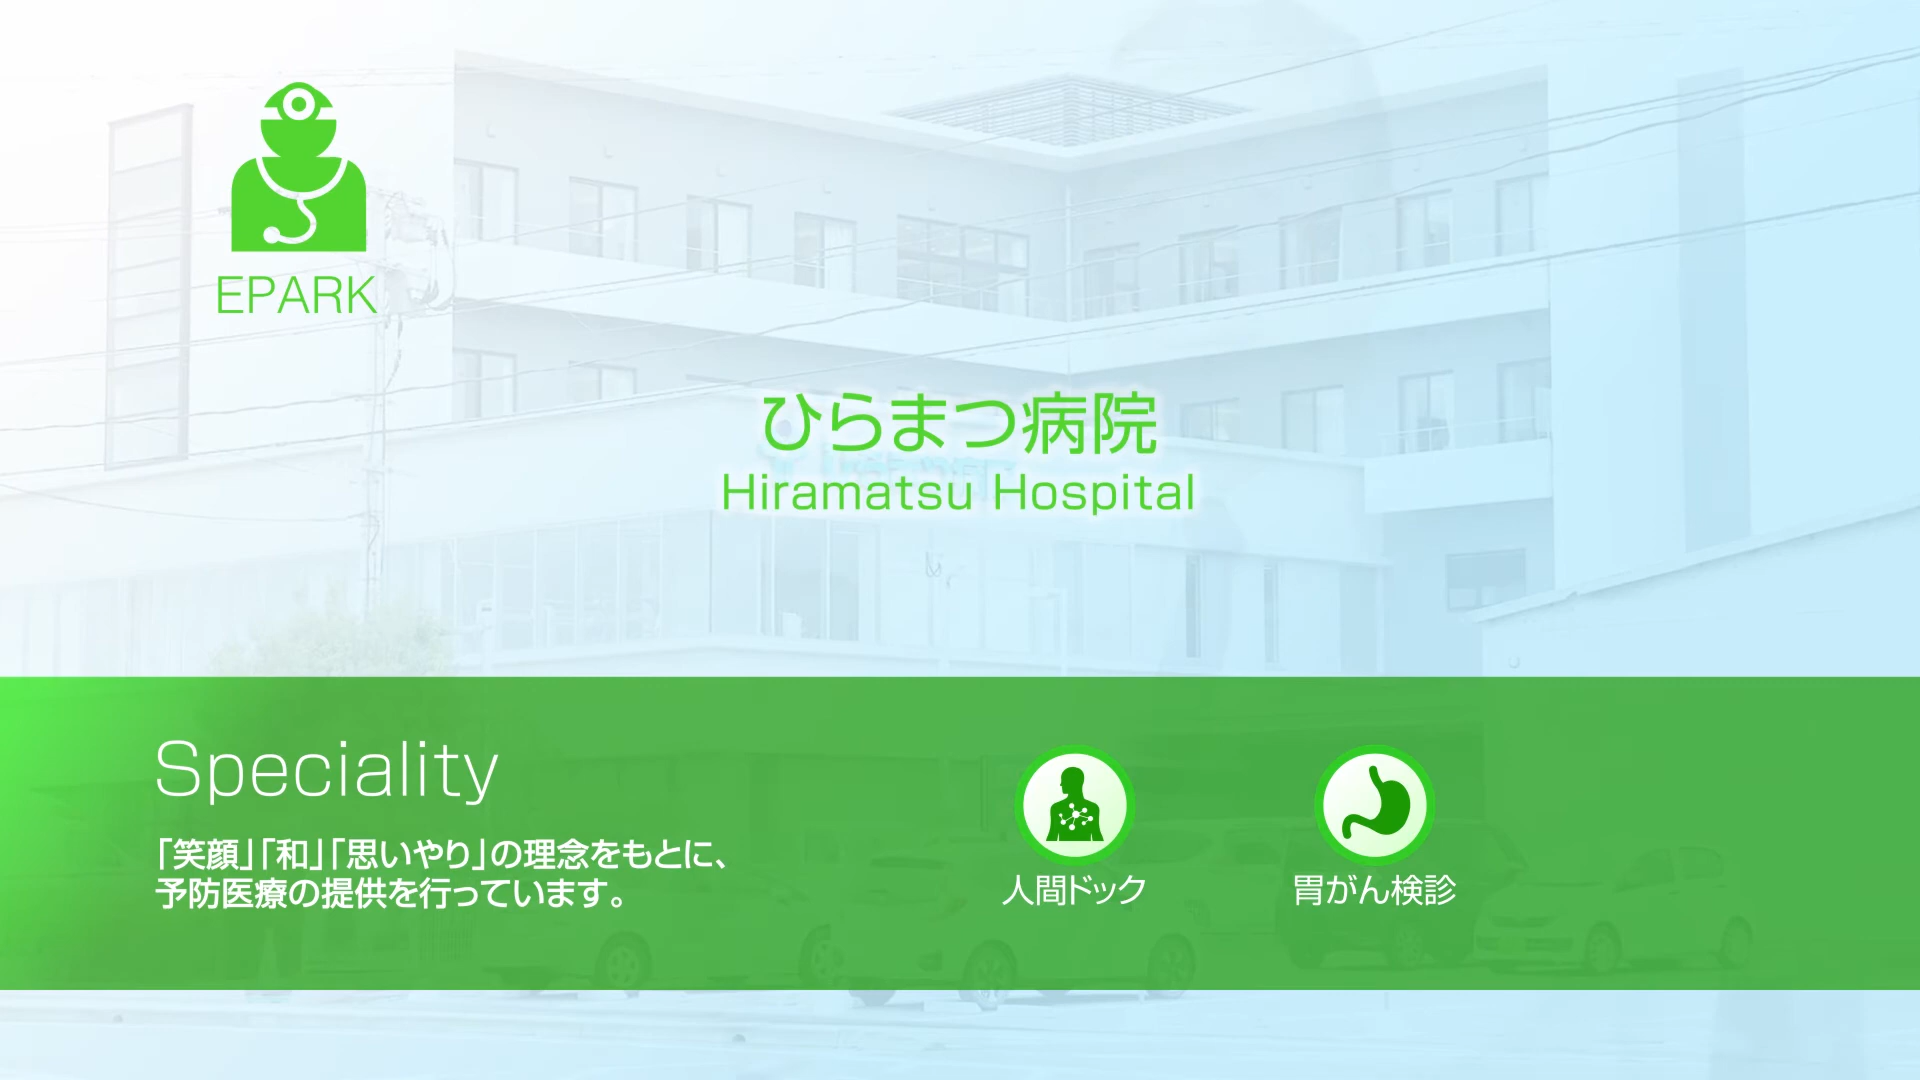 EPARK
ひらまつ病院
Hiramatsu Hospital
Speciality
「笑顔」「和」「思いやり」の理念をもとに、
予防医療の提供を行っています。
人間ドック
胃がん検診